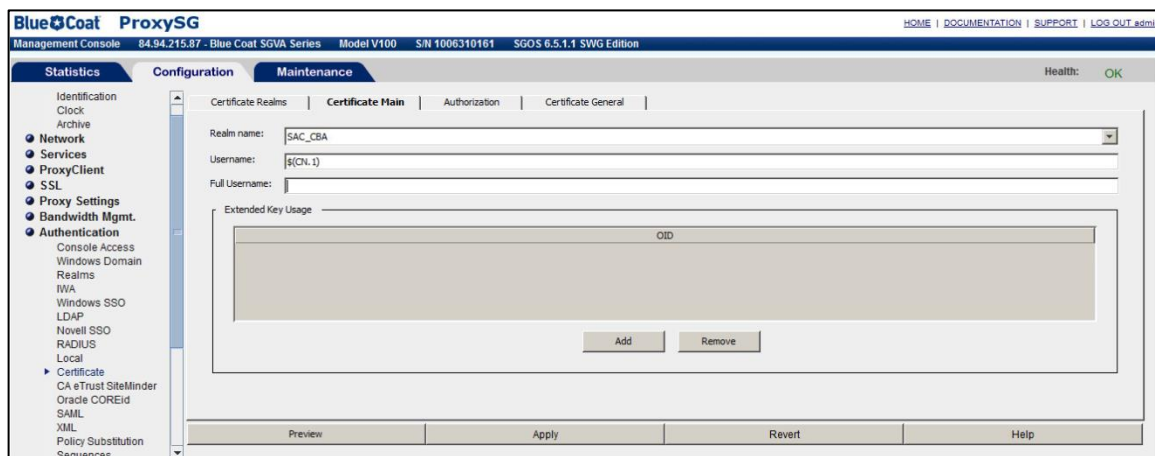 Blue Coat ProxySG
HOME | DOCUMENTATION | SUPPORT | LOG OUT admi
Management Console 84.94.215.87 - Blue Coat SGVA Series Model V100 S/N 1006310161 SGOS 6.5.1.1 SWG Edition
Statistics Configuration Maintenance Health: OK
Identification
Clock
Archive
Network
Services
ProxyClient
SSL
Proxy Settings
Bandwidth Mgmt.
Authentication
Console Access
Windows Domain
Realms
IWA
Windows SSO
LDAP
Novell SSO
RADIUS
Local
Certificate
CA eTrust SiteMinder
Oracle COREid
SAML
XML
Policy Substitution
Sequences
Certificate Realms | Certificate Main | Authorization | Certificate General |
Realm name: SAC_CBA
Username: $(CN.1)
Full Username:
Extended Key Usage
OID
Add Remove
Preview Apply Revert Help